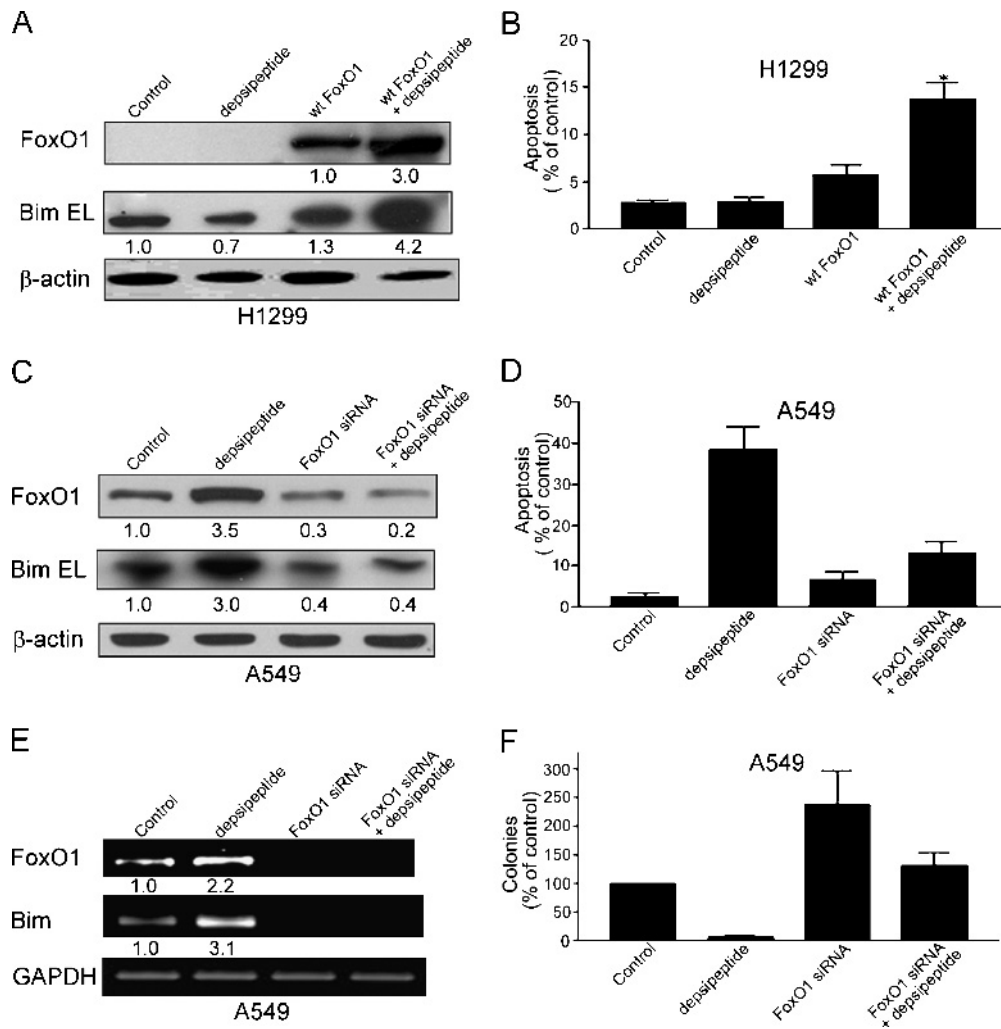 A
Control
depsipeptide
wt FoxO1
wt FoxO1
+ depsipeptide
FoxO1
1.0 3.0
Bim EL
1.0 0.7 1.3 4.2
β-actin
H1299
B
H1299
Apoptosis
( % of control)
20
15
10
5
0
*
Control
depsipeptide
wt FoxO1
wt FoxO1
+ depsipeptide
C
Control
depsipeptide
FoxO1 siRNA
FoxO1 siRNA
+ depsipeptide
FoxO1
1.0 3.5 0.3 0.2
Bim EL
1.0 3.0 0.4 0.4
β-actin
A549
D
A549
Apoptosis
( % of control)
50
40
30
20
10
0
Control
depsipeptide
FoxO1 siRNA
FoxO1 siRNA
+ depsipeptide
E
Control
depsipeptide
FoxO1 siRNA
FoxO1 siRNA
+ depsipeptide
FoxO1
1.0 2.2
Bim
1.0 3.1
GAPDH
A549
F
A549
Colonies
(% of control)
300
250
200
150
100
50
0
Control
depsipeptide
FoxO1 siRNA
FoxO1 siRNA
+ depsipeptide